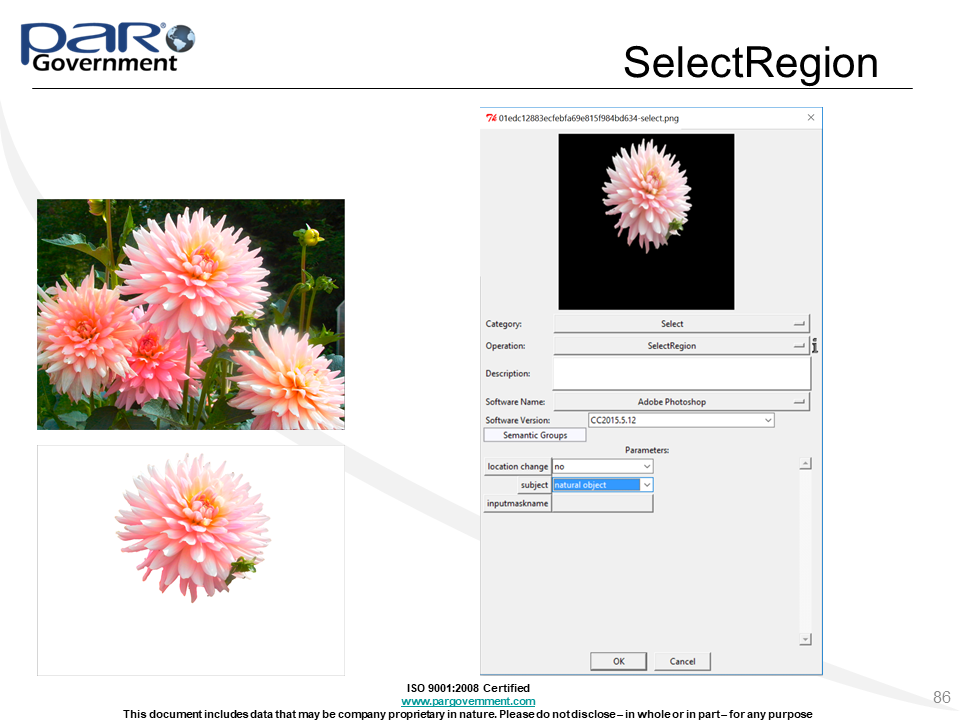 PAR® Government
SelectRegion
01edc12883ecfebfa69e815f984bd634-select.png
Category: Select
Operation: SelectRegion
Description:
Software Name: Adobe Photoshop
Software Version: CC2015.5.12
Semantic Groups
Parameters:
location change no
subject natural object
inputmaskname
OK Cancel
ISO 9001:2008 Certified
www.pargovernment.com
This document includes data that may be company proprietary in nature. Please do not disclose – in whole or in part – for any purpose
86